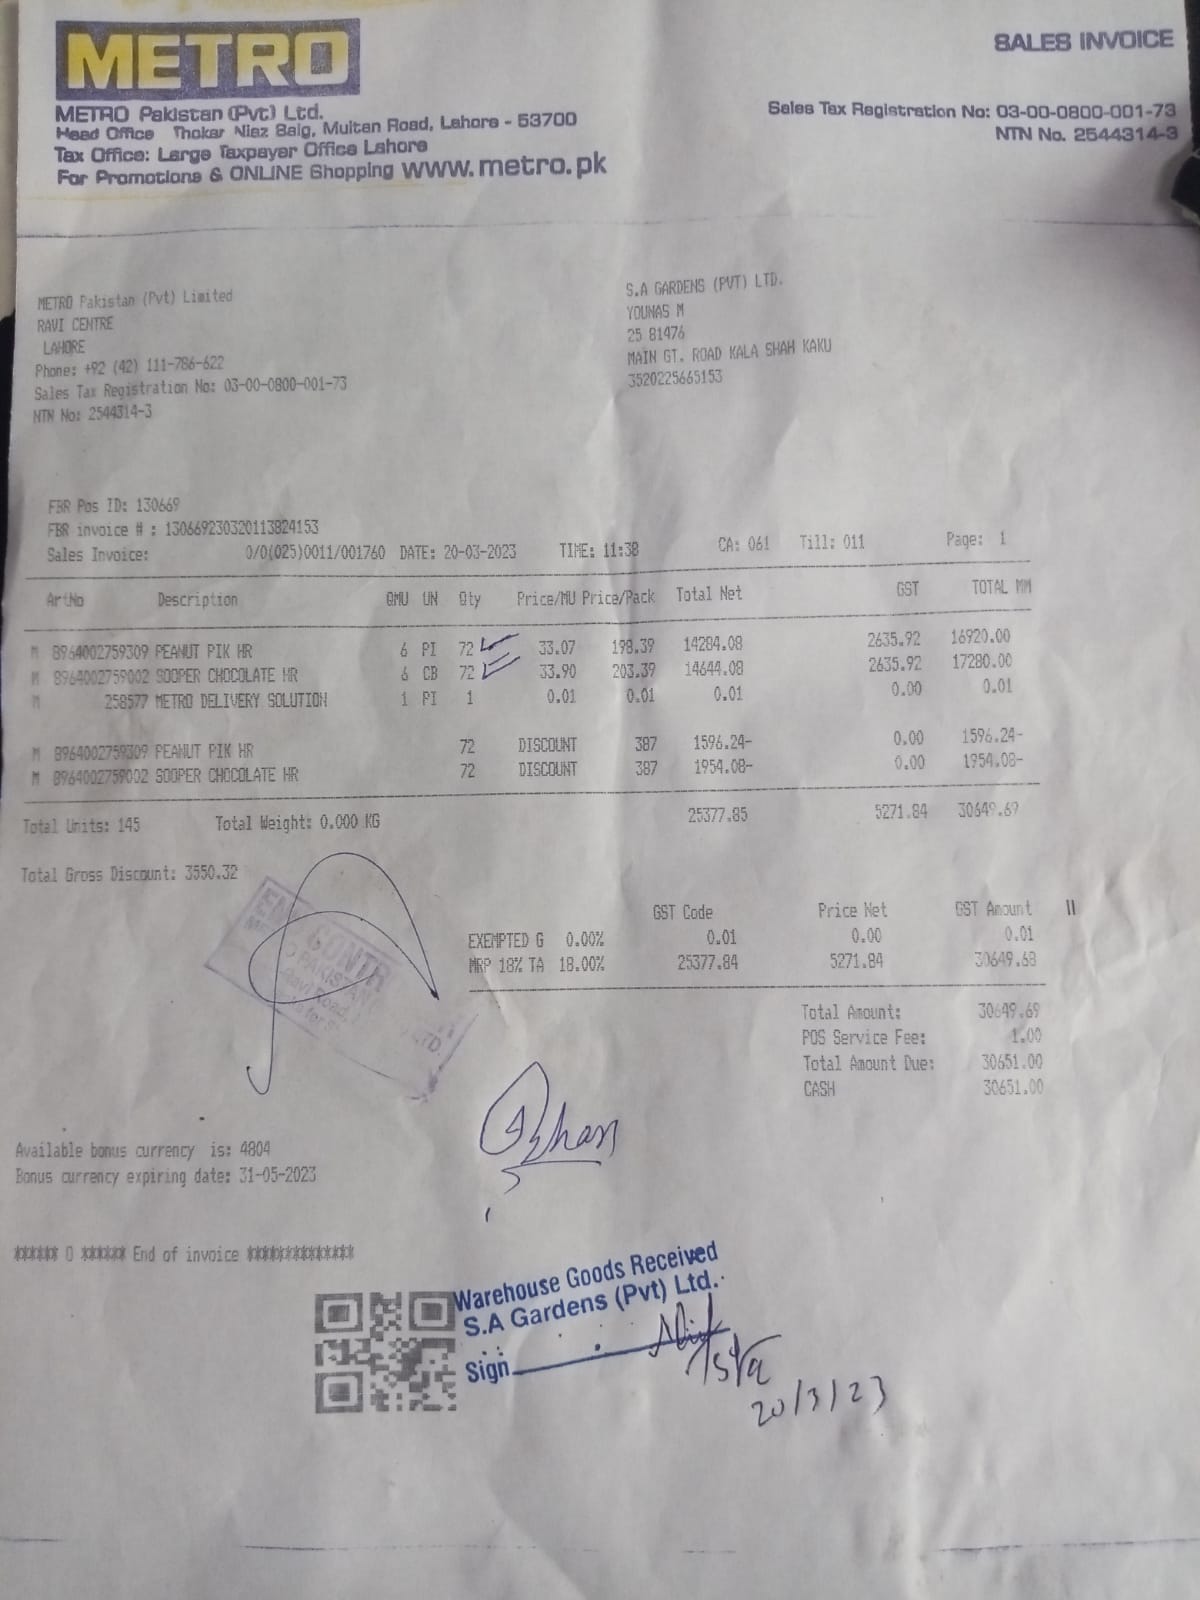 METRO
SALES INVOICE
METRO Pakistan (Pvt) Ltd.
Head Office Thokar Niaz Baig, Multan Road, Lahore - 53700
Tax Office: Large Taxpayer Office Lahore
For Promotions & ONLINE Shopping www.metro.pk
Sales Tax Registration No: 03-00-0800-001-73
NTN No. 2544314-3
METRO Pakistan (Pvt) Limited
RAVI CENTRE
LAHORE
Phone: +92 (42) 111-786-622
Sales Tax Registration No: 03-00-0800-001-73
NTN No: 2544314-3
S.A GARDENS (PVT) LTD.
YOUNAS M
25 81476
MAIN GT. ROAD KALA SHAH KAKU
3520225665153
FBR Pos ID: 130669
FBR invoice # : 130669230320113824153
Sales Invoice: 0/0(025)0011/001760 DATE: 20-03-2023 TIME: 11:38 CA: 061 Till: 011 Page: 1
ArtNo Description QMU UN Qty Price/MU Price/Pack Total Net GST TOTAL MM
M 8964002759309 PEANUT PIK HR 6 PI 72 33.07 198.39 14284.08 2635.92 16920.00
M 8964002759002 SOOPER CHOCOLATE HR 6 CB 72 33.90 203.39 14644.08 2635.92 17280.00
M 258577 METRO DELIVERY SOLUTION 1 PI 1 0.01 0.01 0.01 0.00 0.01
M 8964002759309 PEANUT PIK HR 72 DISCOUNT 387 1596.24- 0.00 1596.24-
M 8964002759002 SOOPER CHOCOLATE HR 72 DISCOUNT 387 1954.08- 0.00 1954.08-
Total Units: 145 Total Weight: 0.000 KG 25377.85 5271.84 30649.69
Total Gross Discount: 3550.32
GST Code Price Net GST Amount
EXEMPTED G 0.00% 0.01 0.00 0.01
MRP 18% TA 18.00% 25377.84 5271.84 30649.68
Total Amount: 30649.69
POS Service Fee: 1.00
Total Amount Due: 30651.00
CASH 30651.00
PAKISTAN
Ravi Road,
LTD.
Available bonus currency is: 4804
Bonus currency expiring date: 31-05-2023
****** 0 ****** End of invoice **************
Warehouse Goods Received
S.A Gardens (Pvt) Ltd.
Sign
20/3/23